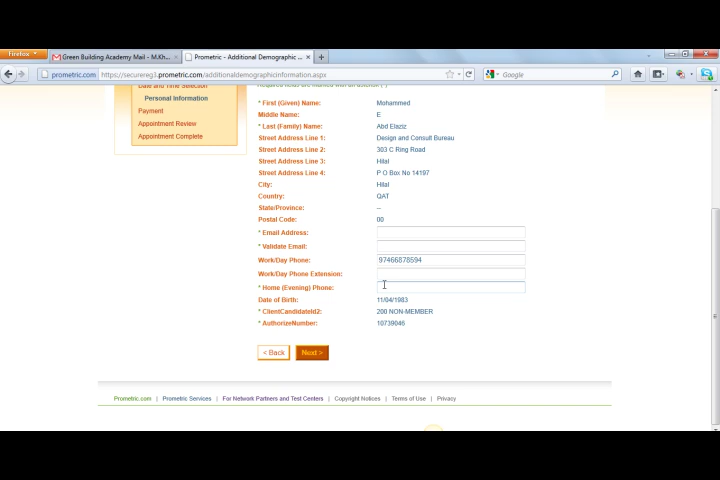 Firefox
Green Building Academy Mail - M.Kh...
Prometric - Additional Demographic ...
prometric.com
https://securereg3.prometric.com/additionaldemographicinformation.aspx
Google
Date and Time Selection
Personal Information
Payment
Appointment Review
Appointment Complete
* First (Given) Name: Mohammed
Middle Name: E
* Last (Family) Name: Abd Elaziz
Street Address Line 1: Design and Consult Bureau
Street Address Line 2: 303 C Ring Road
Street Address Line 3: Hilal
Street Address Line 4: P O Box No 14197
City: Hilal
Country: QAT
State/Province: --
Postal Code: 00
* Email Address:
* Validate Email:
Work/Day Phone: 97466878594
Work/Day Phone Extension:
* Home (Evening) Phone:
Date of Birth: 11/04/1983
* ClientCandidateId2: 200 NON-MEMBER
* AuthorizeNumber: 10739046
< Back Next >
Prometric.com | Prometric Services | For Network Partners and Test Centers | Copyright Notices | Terms of Use | Privacy